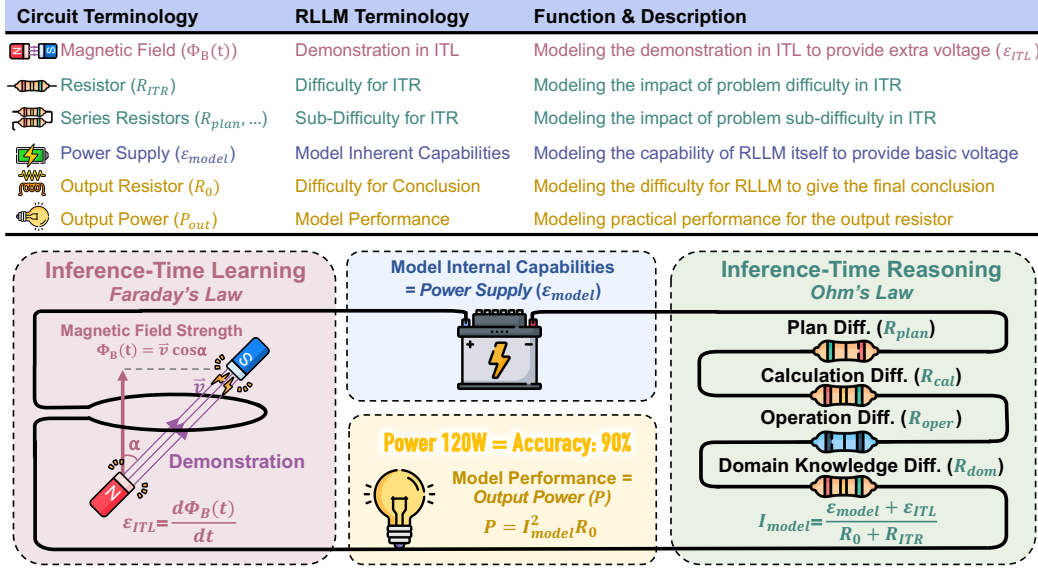 Circuit Terminology RLLM Terminology Function & Description
Magnetic Field (Φ_B(t)) Demonstration in ITL Modeling the demonstration in ITL to provide extra voltage (ε_ITL)
Resistor (R_ITR) Difficulty for ITR Modeling the impact of problem difficulty in ITR
Series Resistors (R_plan, ...) Sub-Difficulty for ITR Modeling the impact of problem sub-difficulty in ITR
Power Supply (ε_model) Model Inherent Capabilities Modeling the capability of RLLM itself to provide basic voltage
Output Resistor (R_0) Difficulty for Conclusion Modeling the difficulty for RLLM to give the final conclusion
Output Power (P_out) Model Performance Modeling practical performance for the output resistor
Inference-Time Learning
Faraday's Law
Magnetic Field Strength
Φ_B(t) = v⃗ cosα
S
v⃗
α
Demonstration
N
ε_ITL = dΦ_B(t) / dt
Model Internal Capabilities
= Power Supply (ε_model)
Power 120W = Accuracy: 90%
Model Performance =
Output Power (P)
P = I²_model R_0
Inference-Time Reasoning
Ohm's Law
Plan Diff. (R_plan)
Calculation Diff. (R_cal)
Operation Diff. (R_oper)
Domain Knowledge Diff. (R_dom)
I_model = (ε_model + ε_ITL) / (R_0 + R_ITR)